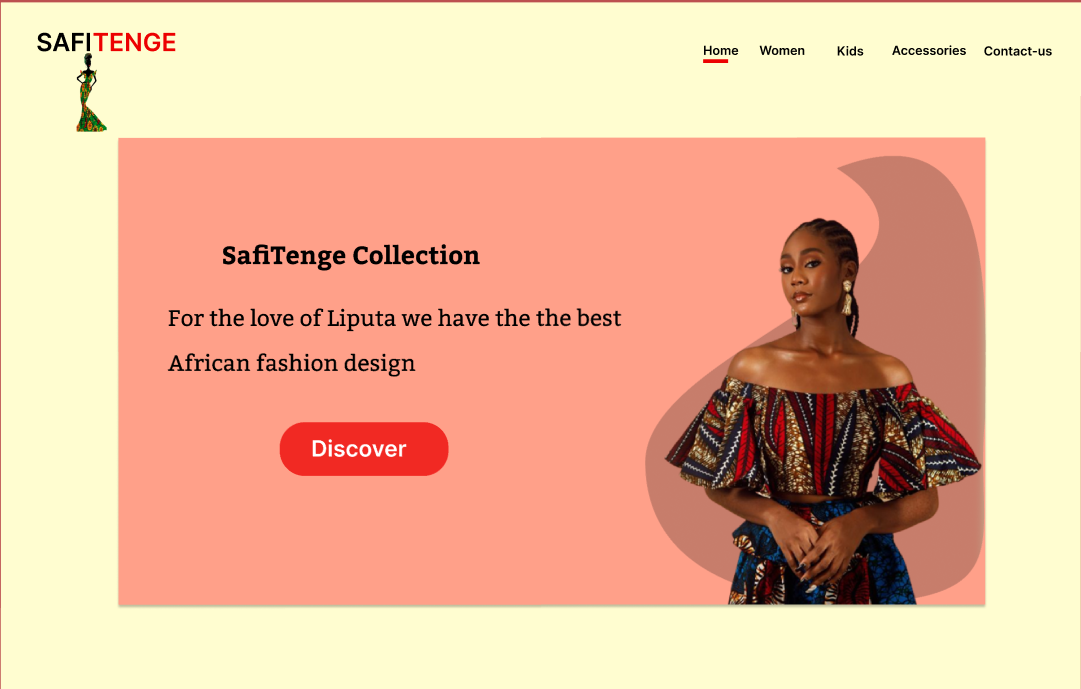 SAFITENGE
Home Women Kids Accessories Contact-us
SafiTenge Collection
For the love of Liputa we have the the best
African fashion design
Discover